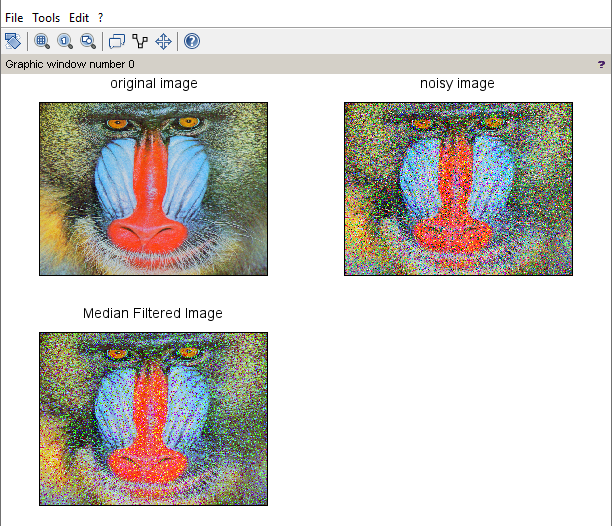 File Tools Edit ?
Graphic window number 0 ?
original image
noisy image
Median Filtered Image